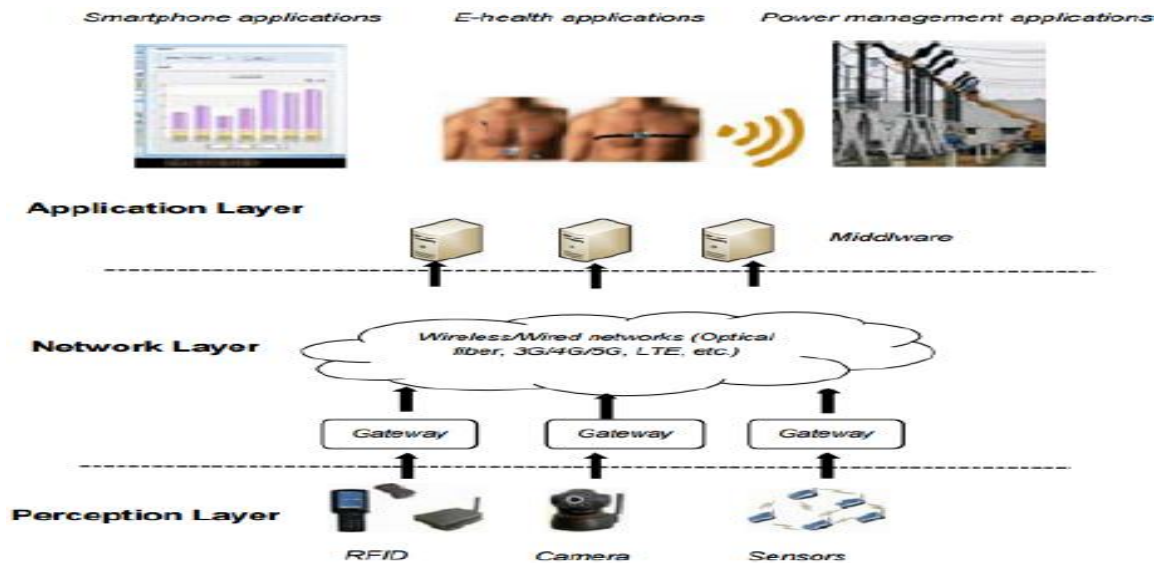 Smartphone applications
E-health applications
Power management applications
Application Layer
Middlware
Network Layer
Wireless/Wired networks (Optical
fiber, 3G/4G/5G, LTE, etc.)
Gateway
Gateway
Gateway
Perception Layer
RFID
Camera
Sensors